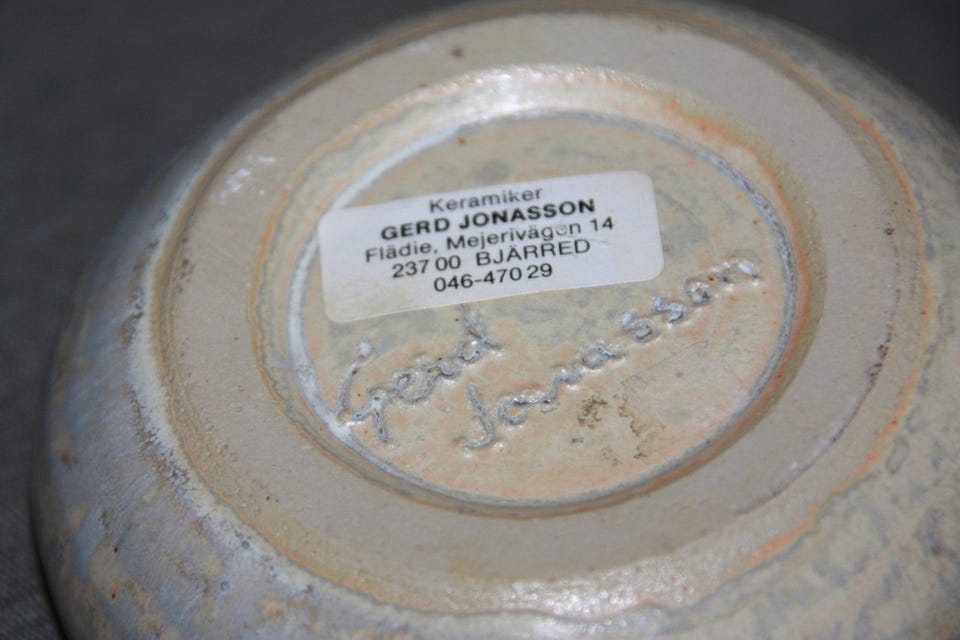 Keramiker
GERD JONASSON
Flädie, Mejerivägen 14
237 00 BJÄRRED
046-470 29
Gerd
Jonasson